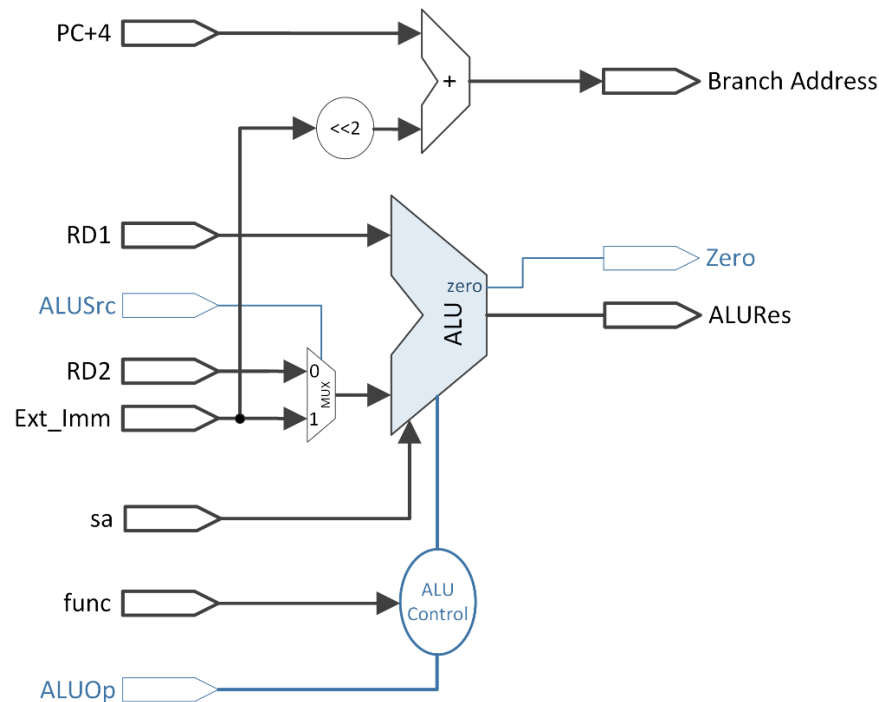 PC+4
+
Branch Address
<<2
RD1
zero
Zero
ALUSrc
ALU
ALURes
RD2
0
MUX
Ext_Imm
1
sa
func
ALU
Control
ALUOp